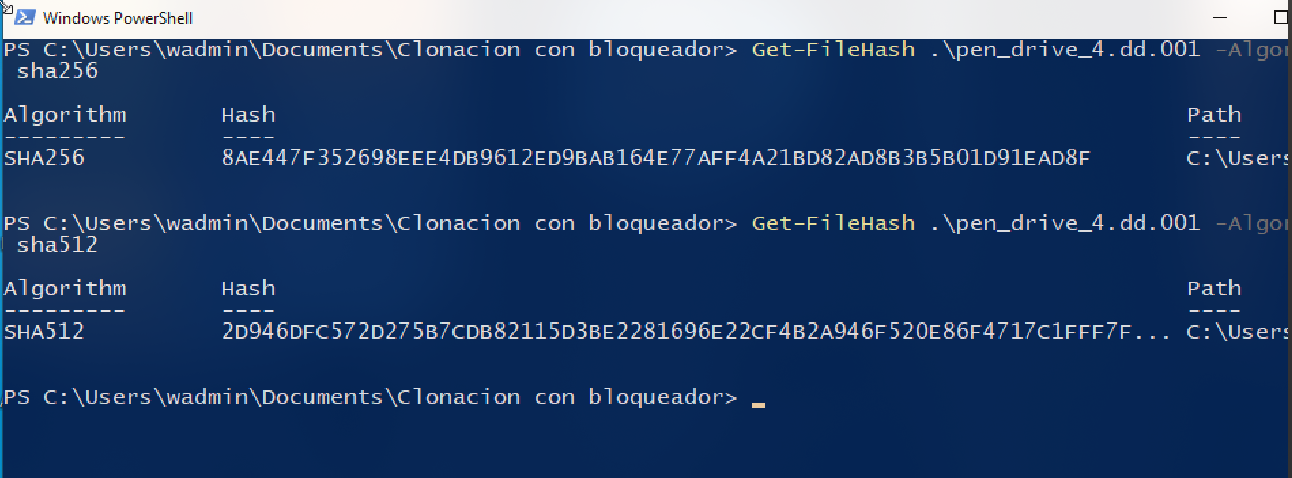 Windows PowerShell
PS C:\Users\wadmin\Documents\Clonacion con bloqueador> Get-FileHash .\pen_drive_4.dd.001 -Algor
sha256
Algorithm Hash Path
--------- ---- ----
SHA256 8AE447F352698EEE4DB9612ED9BAB164E77AFF4A21BD82AD8B3B5B01D91EAD8F C:\Users
PS C:\Users\wadmin\Documents\Clonacion con bloqueador> Get-FileHash .\pen_drive_4.dd.001 -Algor
sha512
Algorithm Hash Path
--------- ---- ----
SHA512 2D946DFC572D275B7CDB82115D3BE2281696E22CF4B2A946F520E86F4717C1FFF7F... C:\Users
PS C:\Users\wadmin\Documents\Clonacion con bloqueador>